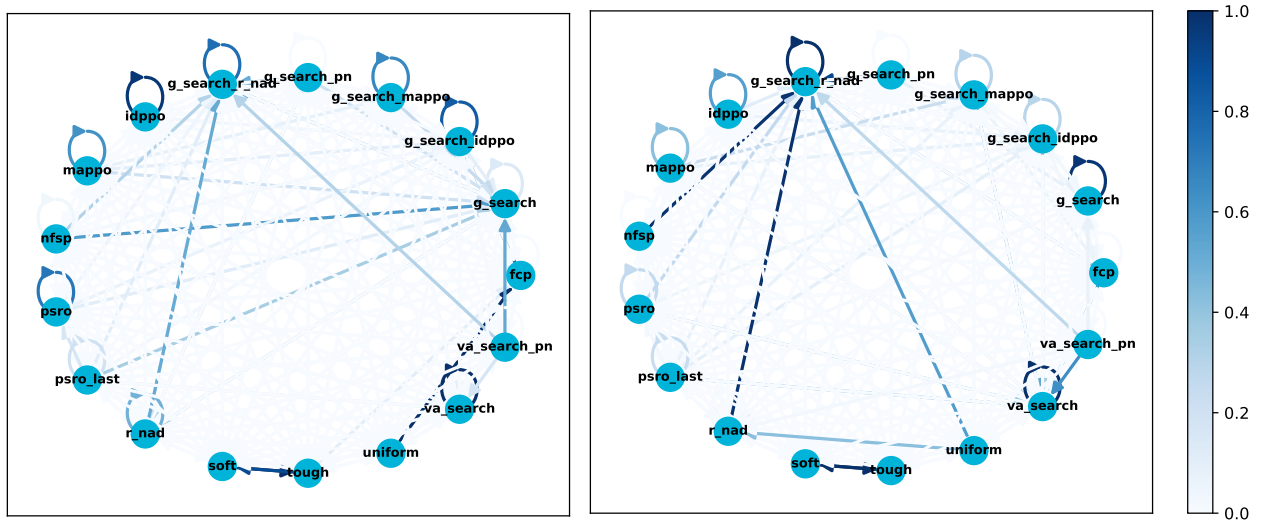 g_search_r_nad
g_search_pn
g_search_mappo
idppo
g_search_idppo
mappo
g_search
nfsp
fcp
psro
va_search_pn
psro_last
va_search
r_nad
uniform
soft
tough
g_search_r_nad
g_search_pn
g_search_mappo
idppo
g_search_idppo
mappo
g_search
nfsp
fcp
psro
va_search_pn
psro_last
va_search
r_nad
uniform
soft
tough
1.0
0.8
0.6
0.4
0.2
0.0